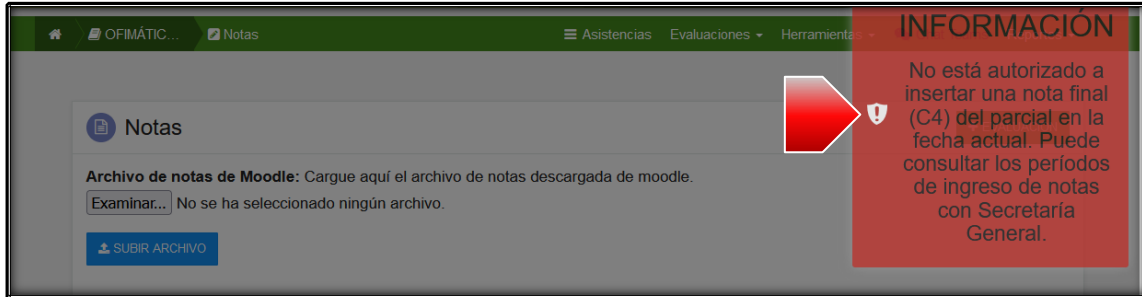 OFIMÁTIC... Notas Asistencias Evaluaciones Herramientas
INFORMACIÓN
No está autorizado a
insertar una nota final
(C4) del parcial en la
fecha actual. Puede
consultar los períodos
de ingreso de notas
con Secretaría
General.
Notas
Archivo de notas de Moodle: Cargue aquí el archivo de notas descargada de moodle.
Examinar... No se ha seleccionado ningún archivo.
SUBIR ARCHIVO